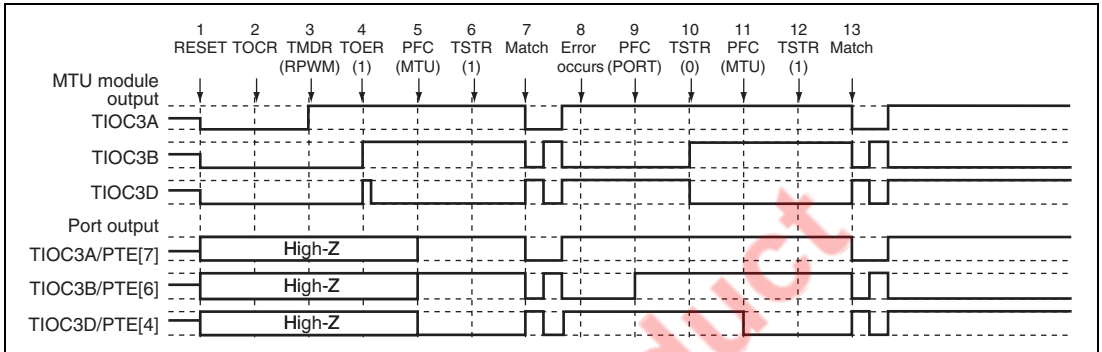 1 2 3 4 5 6 7 8 9 10 11 12 13
RESET TOCR TMDR TOER PFC TSTR Match Error PFC TSTR PFC TSTR Match
(RPWM) (1) (MTU) (1) occurs (PORT) (0) (MTU) (1)
MTU module
output
TIOC3A
TIOC3B
TIOC3D
Port output
TIOC3A/PTE[7] High-Z
TIOC3B/PTE[6] High-Z
TIOC3D/PTE[4] High-Z
duct